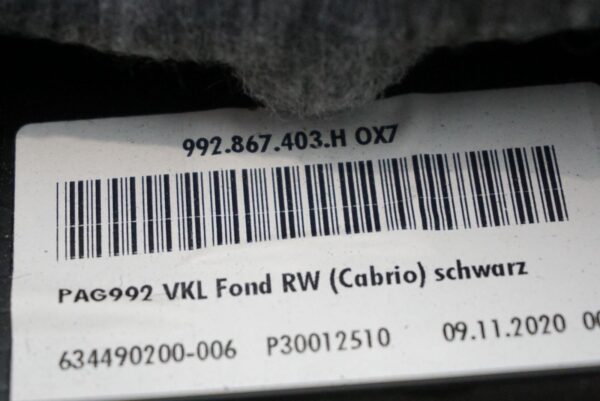 992.867.403.H OX7
PAG992 VKL Fond RW (Cabrio) schwarz
634490200-006 P30012510 09.11.2020